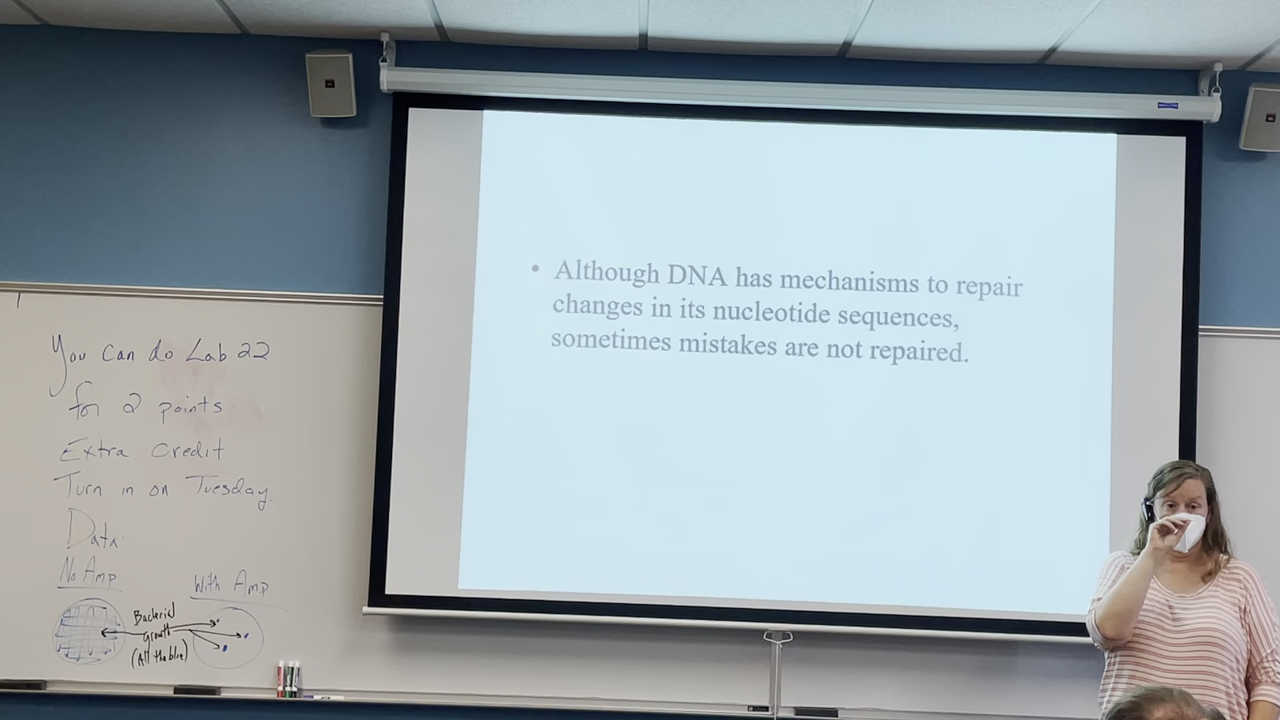 You can do Lab 22
for 2 points
Extra Credit
Turn in on Tuesday.
Data:
No Amp
With Amp
Bacterial
growth
(All the blue)
• Although DNA has mechanisms to repair
changes in its nucleotide sequences,
sometimes mistakes are not repaired.